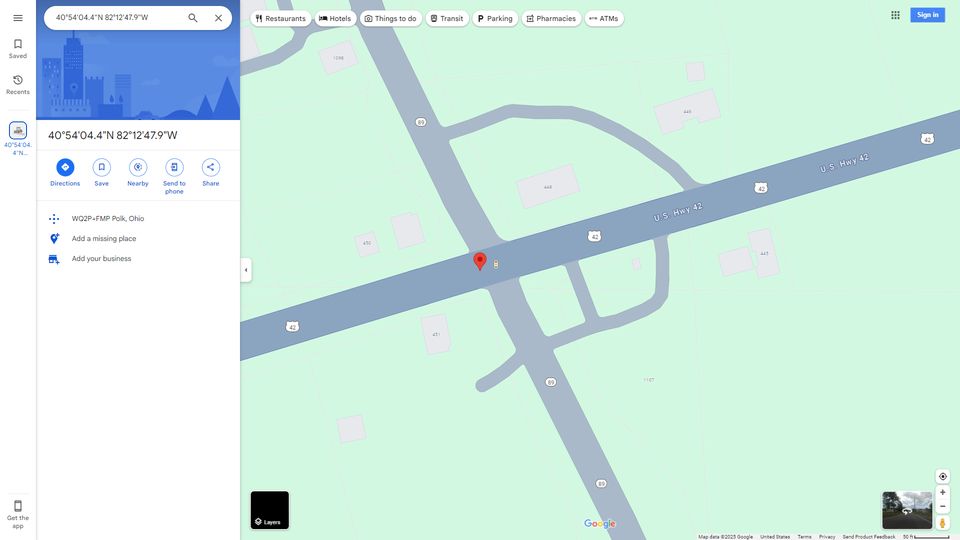 40°54'04.4"N 82°12'47.9"W
Restaurants
Hotels
Things to do
Transit
Parking
Pharmacies
ATMs
Sign in
Saved
Recents
40°54'04.
4"N...
Get the
app
40°54'04.4"N 82°12'47.9"W
Directions
Save
Nearby
Send to
phone
Share
WQ2P+FMP Polk, Ohio
Add a missing place
Add your business
1098
446
89
42
U.S. Hwy 42
42
448
U.S. Hwy 42
42
450
445
42
451
89
1107
89
Layers
Google
Map data ©2025 Google
United States
Terms
Privacy
Send Product Feedback
50 ft